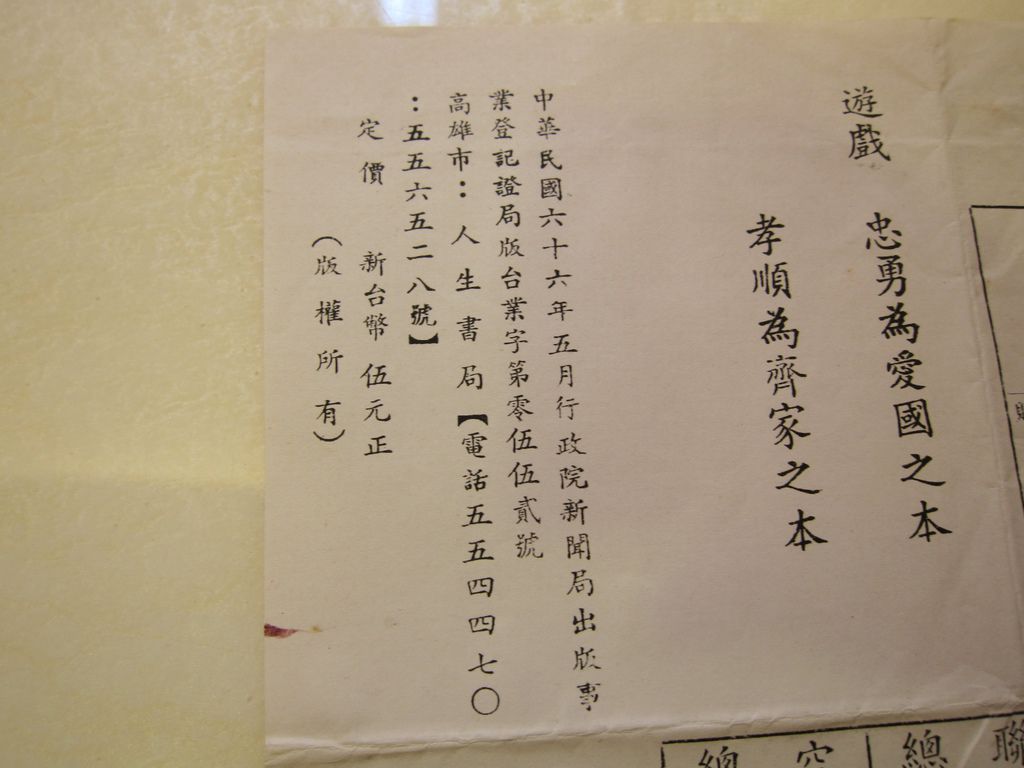 遊戲
忠勇為愛國之本
孝順為齊家之本
中華民國六十六年五月行政院新聞局出版事
業登記證局版台業字第零伍伍貳號
高雄市：人生書局【電話五五四四七〇
：五五六五二八號】
定價 新台幣伍元正
（版權所有）
聯
總
空
總